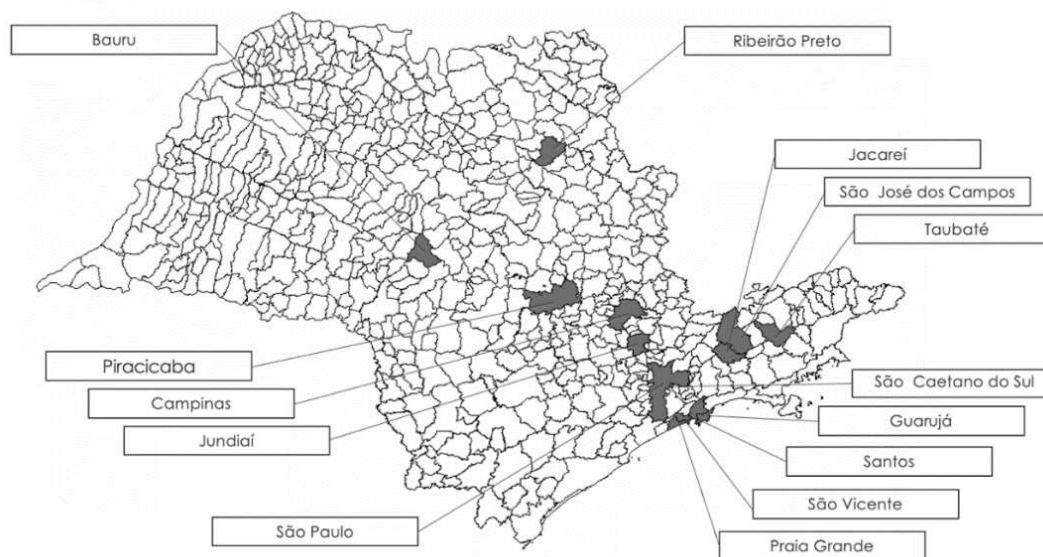 Bauru
Ribeirão Preto
Jacareí
São José dos Campos
Taubaté
Piracicaba
Campinas
Jundiaí
São Caetano do Sul
Guarujá
Santos
São Vicente
São Paulo
Praia Grande